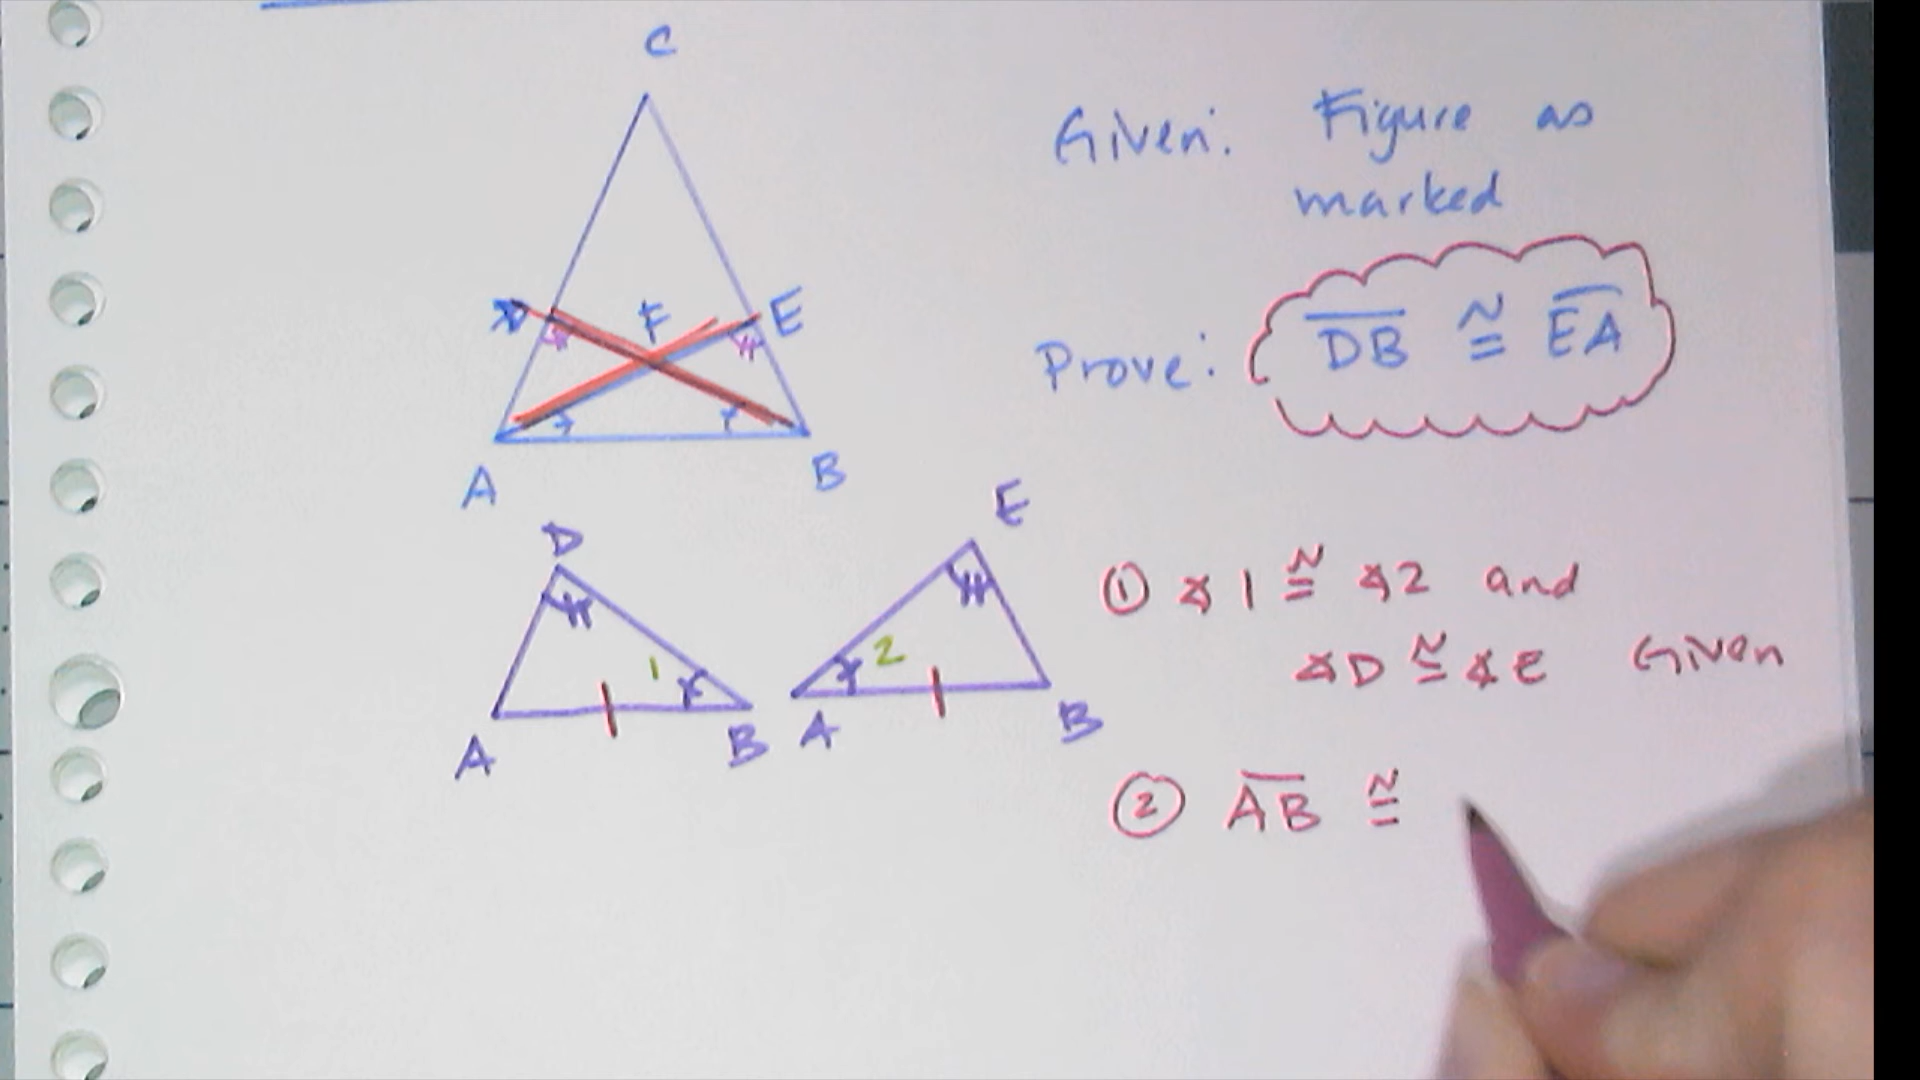 C
Given: Figure as
marked
D F E
Prove: DB ≅ EA
A B
D E
① ∡ 1 ≅ ∡2 and
1 2
∡D ≅ ∡E Given
A B A B
② AB ≅